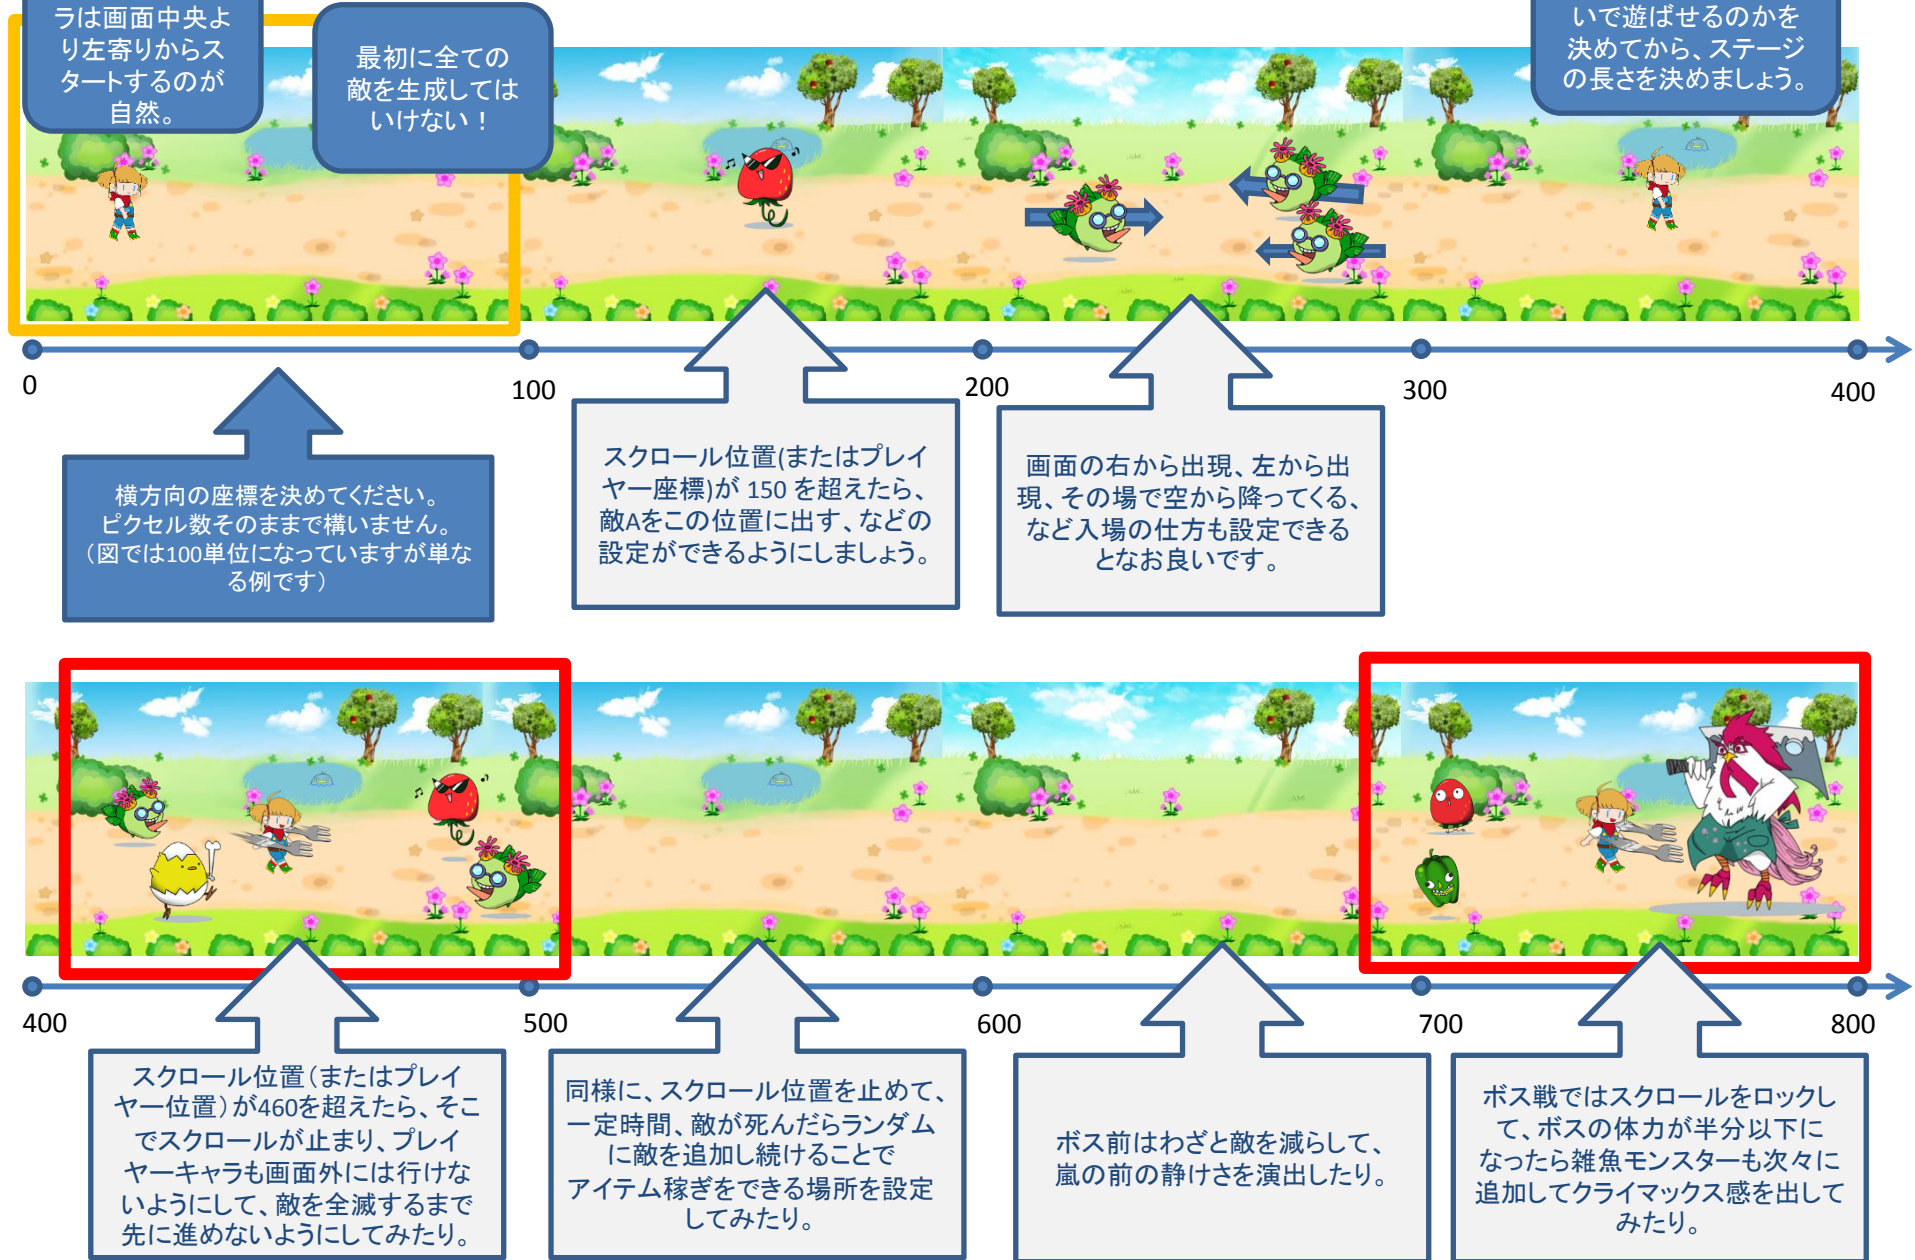 ラは画面中央よ
り左寄りからス
タートするのが
自然。
最初に全ての
敵を生成しては
いけない！
いで遊ばせるのかを
決めてから、ステージ
の長さを決めましょう。
0
100
200
300
400
横方向の座標を決めてください。
ピクセル数そのままで構いません。
（図では100単位になっていますが単な
る例です）
スクロール位置(またはプレイ
ヤー座標)が 150 を超えたら、
敵Aをこの位置に出す、などの
設定ができるようにしましょう。
画面の右から出現、左から出
現、その場で空から降ってくる、
など入場の仕方も設定できる
となお良いです。
400
500
600
700
800
スクロール位置（またはプレイ
ヤー位置）が460を超えたら、そこ
でスクロールが止まり、プレイ
ヤーキャラも画面外には行けな
いようにして、敵を全滅するまで
先に進めないようにしてみたり。
同様に、スクロール位置を止めて、
一定時間、敵が死んだらランダム
に敵を追加し続けることで
アイテム稼ぎをできる場所を設定
してみたり。
ボス前はわざと敵を減らして、
嵐の前の静けさを演出したり。
ボス戦ではスクロールをロックし
て、ボスの体力が半分以下に
なったら雑魚モンスターも次々に
追加してクライマックス感を出して
みたり。